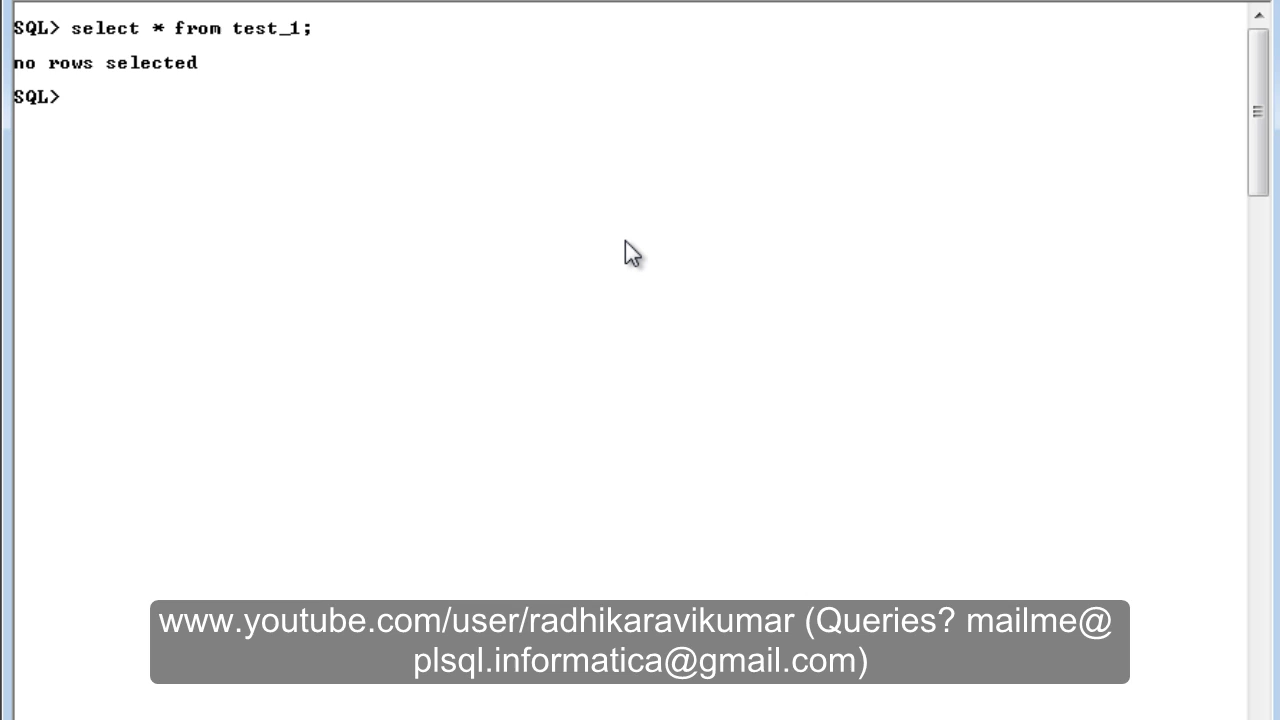 SQL> select * from test_1;
no rows selected
SQL>
www.youtube.com/user/radhikaravikumar (Queries? mailme@
plsql.informatica@gmail.com)